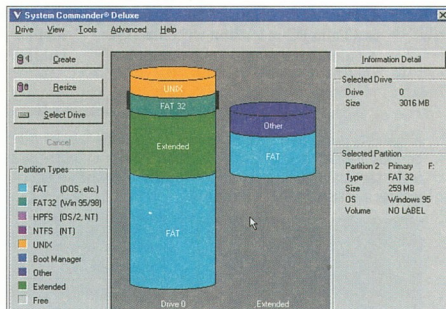 System Commander® Deluxe
Drive View Tools Advanced Help
Create
Resize
Select Drive
Cancel
Partition Types
FAT (DOS, etc.)
FAT32 (Win 95/98)
HPFS (OS/2, NT)
NTFS (NT)
UNIX
Boot Manager
Other
Extended
Free
UNIX
FAT 32
Extended
FAT
Drive 0
Other
FAT
Extended
Information Detail
Selected Drive
Drive 0
Size 3016 MB
Selected Partition
Partition 2 Primary F:
Type FAT 32
Size 259 MB
OS Windows 95
Volume NO LABEL